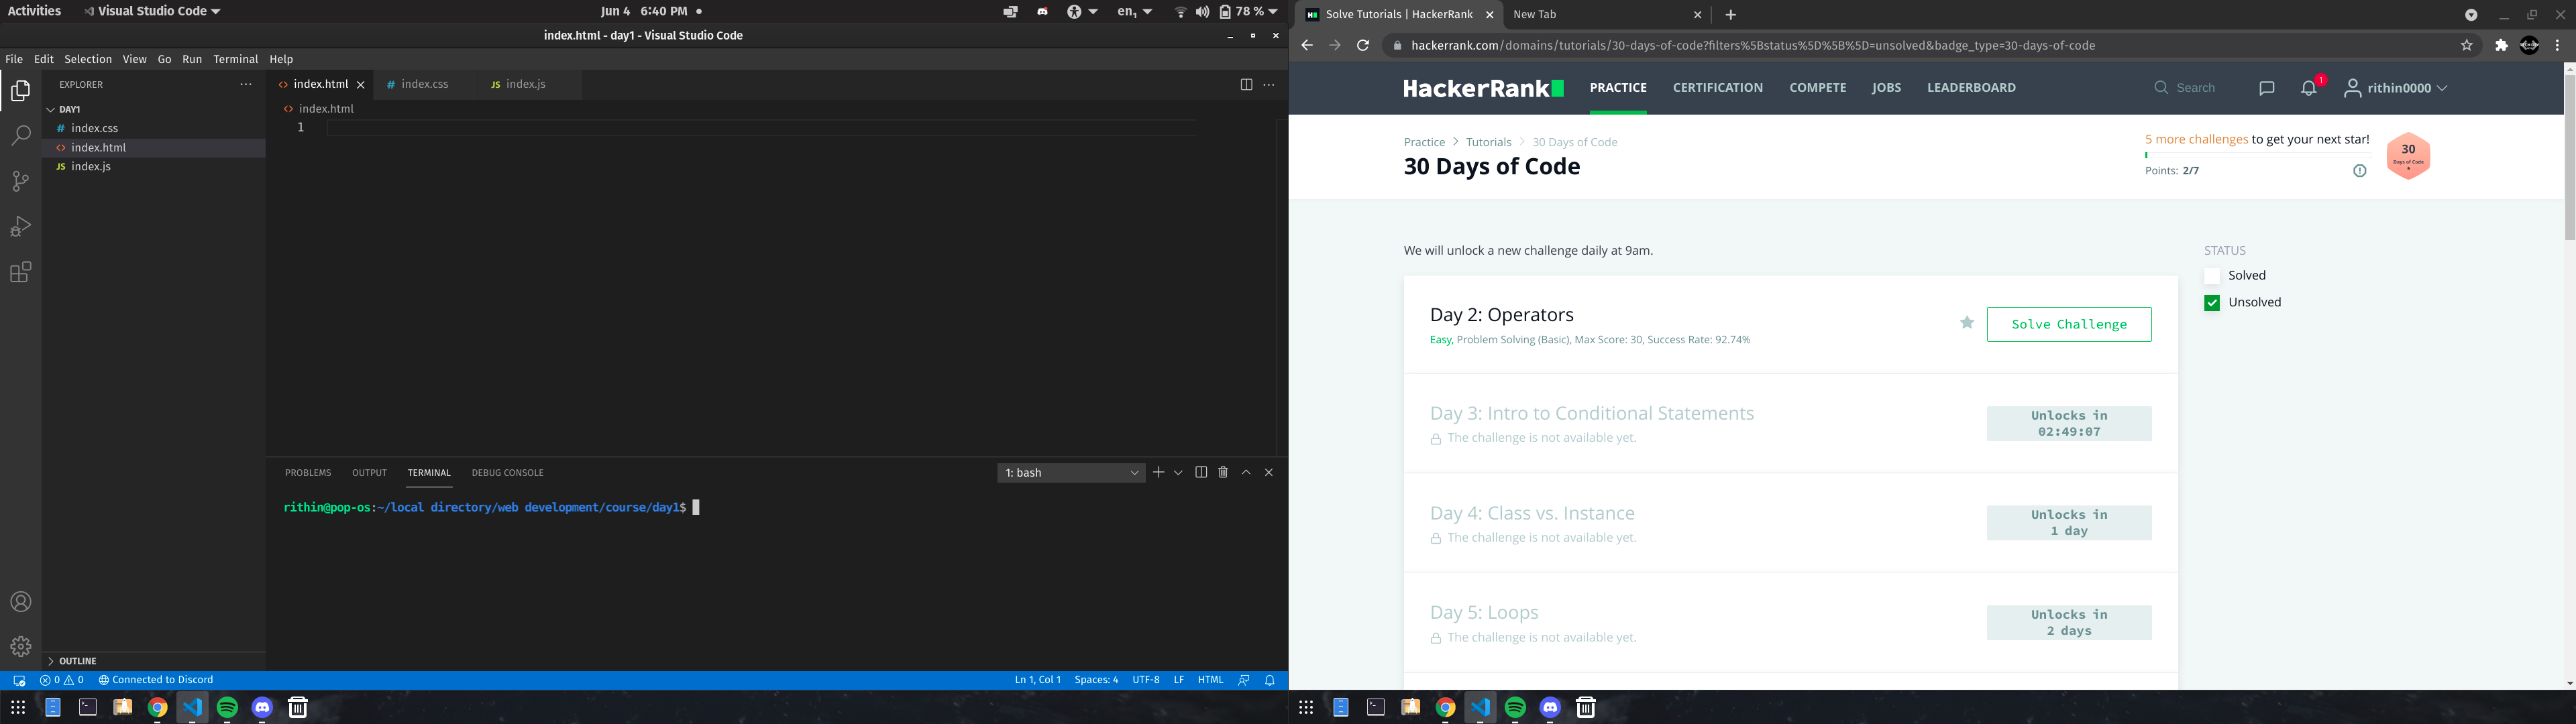 Activities
Visual Studio Code
Jun 4 6:40 PM
en₁
78 %
index.html - day1 - Visual Studio Code
File Edit Selection View Go Run Terminal Help
EXPLORER
DAY1
# index.css
<> index.html
JS index.js
<> index.html
# index.css
JS index.js
<> index.html
1
PROBLEMS OUTPUT TERMINAL DEBUG CONSOLE
1: bash
rithin@pop-os:~/local directory/web development/course/day1$
OUTLINE
0 0 Connected to Discord
Ln 1, Col 1 Spaces: 4 UTF-8 LF HTML
Solve Tutorials | HackerRank
New Tab
hackerrank.com/domains/tutorials/30-days-of-code?filters%5Bstatus%5D%5B%5D=unsolved&badge_type=30-days-of-code
HackerRank
PRACTICE CERTIFICATION COMPETE JOBS LEADERBOARD
Search
1
rithin0000
Practice > Tutorials > 30 Days of Code
30 Days of Code
5 more challenges to get your next star!
Points: 2/7
30
Days of Code
We will unlock a new challenge daily at 9am.
Day 2: Operators
Easy, Problem Solving (Basic), Max Score: 30, Success Rate: 92.74%
Solve Challenge
Day 3: Intro to Conditional Statements
The challenge is not available yet.
Unlocks in
02:49:07
Day 4: Class vs. Instance
The challenge is not available yet.
Unlocks in
1 day
Day 5: Loops
The challenge is not available yet.
Unlocks in
2 days
STATUS
Solved
Unsolved